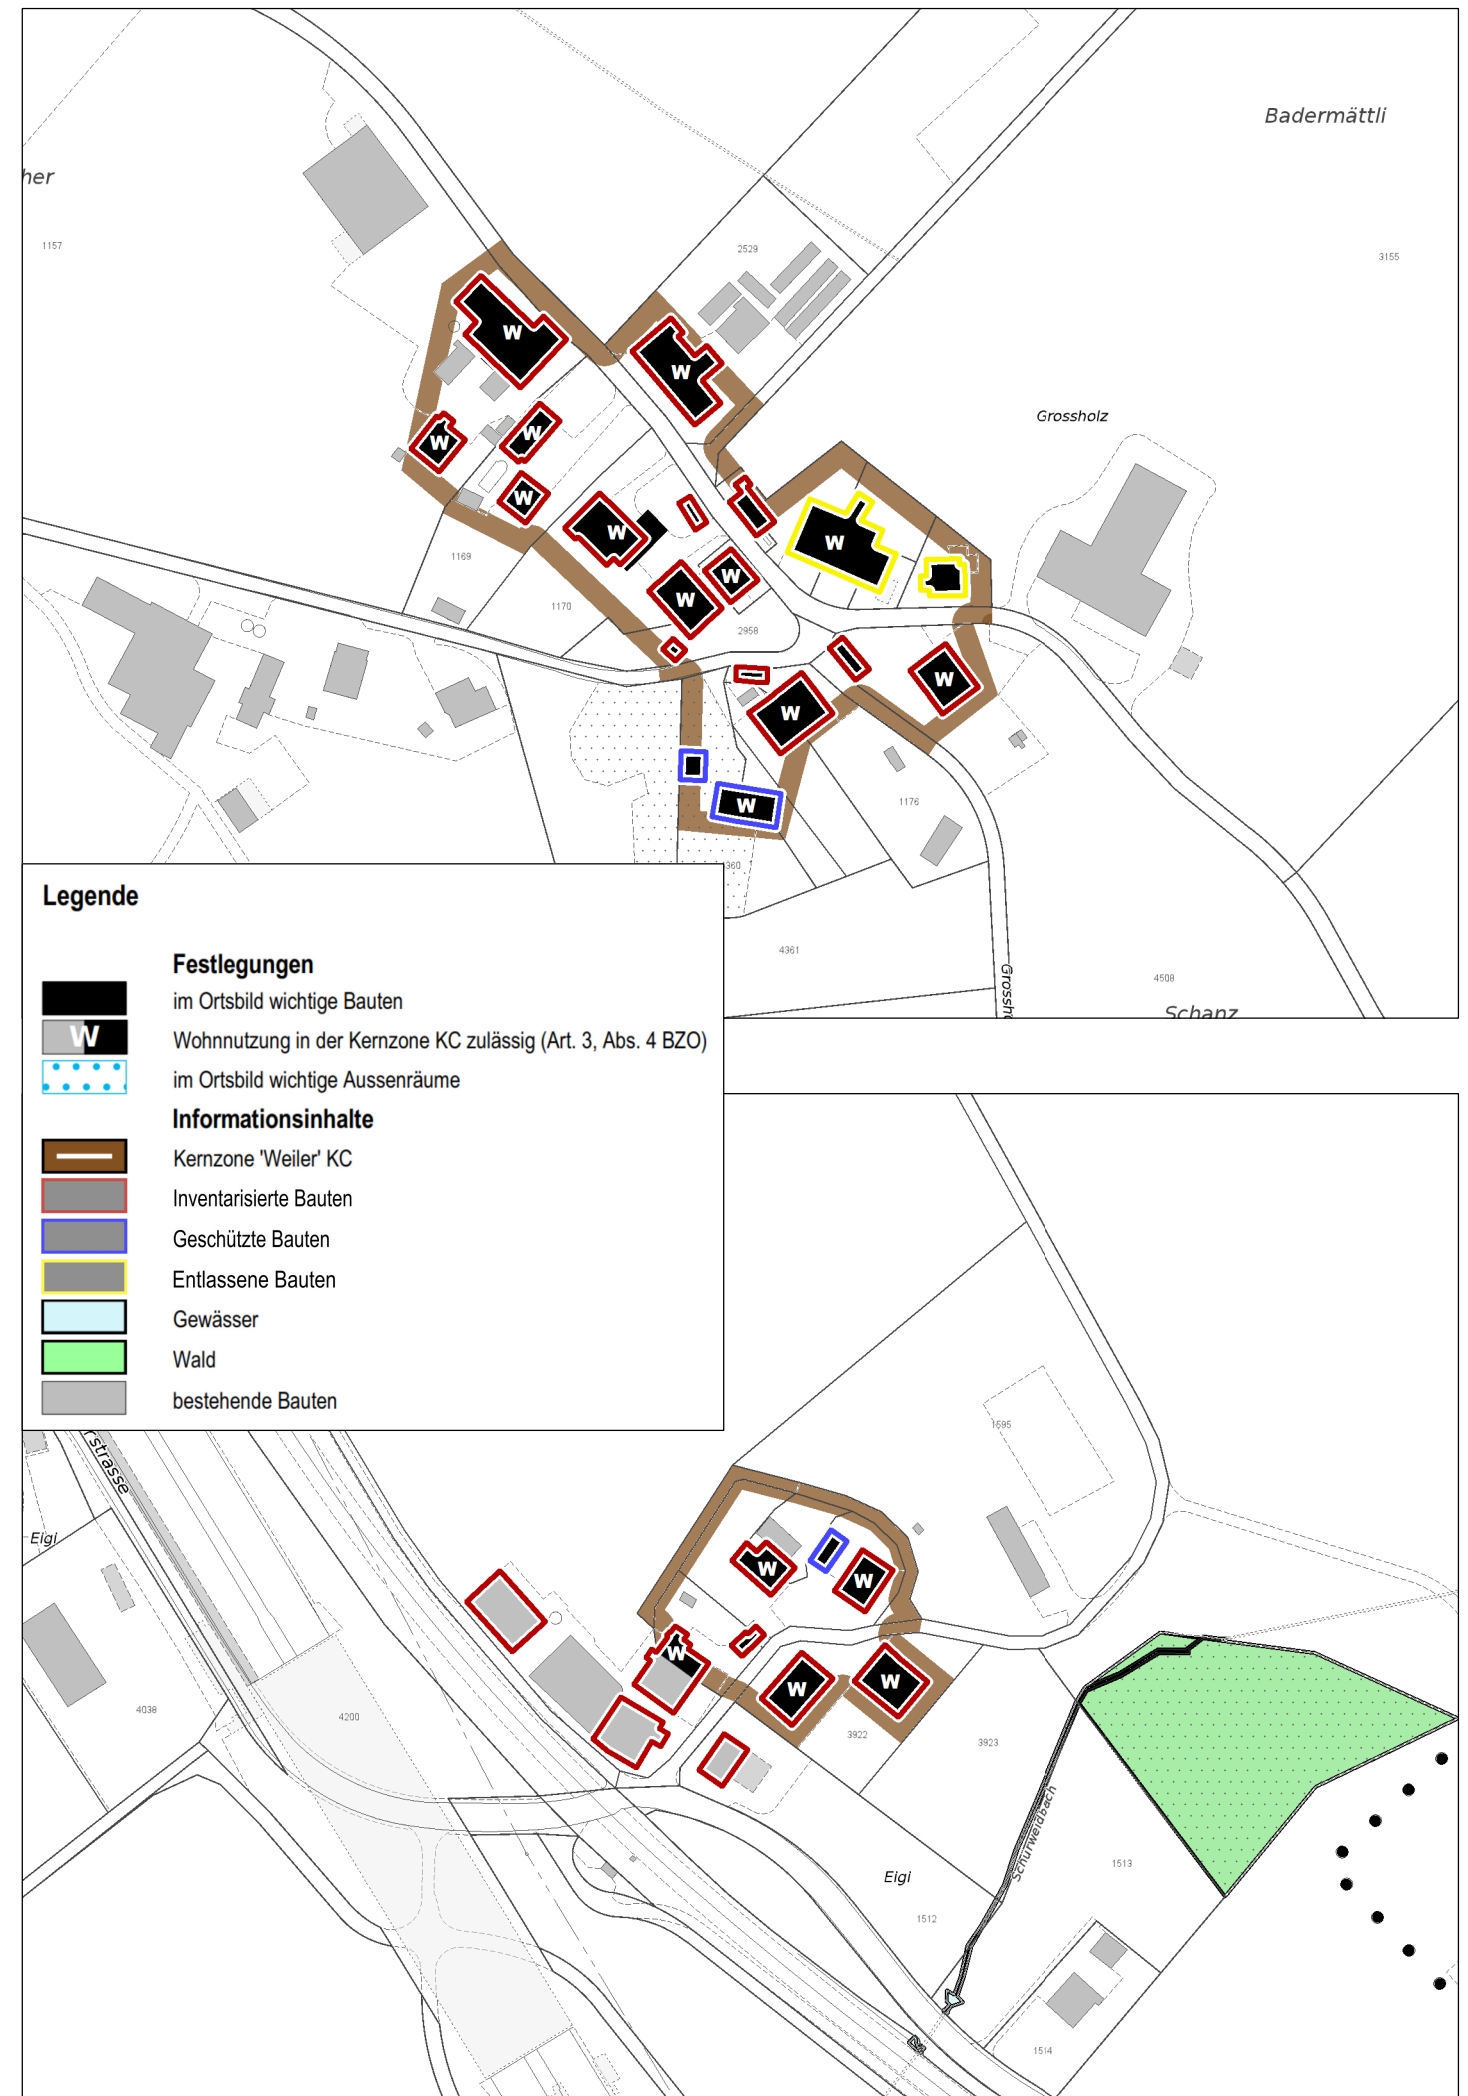 Badermättli
her
1157
2529
3155
Grossholz
W
W
W
W
W
W
W
W
W
1169
1170
2958
W
W
W
1176
360
4361
4508
Grossh
Schanz
Legende
Festlegungen
im Ortsbild wichtige Bauten
W Wohnnutzung in der Kernzone KC zulässig (Art. 3, Abs. 4 BZO)
im Ortsbild wichtige Aussenräume
Informationsinhalte
Kernzone 'Weiler' KC
Inventarisierte Bauten
Geschützte Bauten
Entlassene Bauten
Gewässer
Wald
bestehende Bauten
rstrasse
1595
Eigi
W
W
W
W
W
4038
4200
3922
3923
Schürweidbach
1513
Eigi
1512
1514